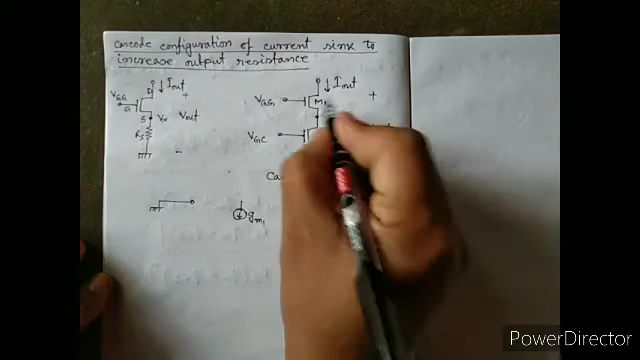 cascode configuration of current sink to
increase output resistance
D Iout
VGG G +
S Vx Vout
RS
-
Iout
VGG M1 +
VGC
Ca
gm1
PowerDirector